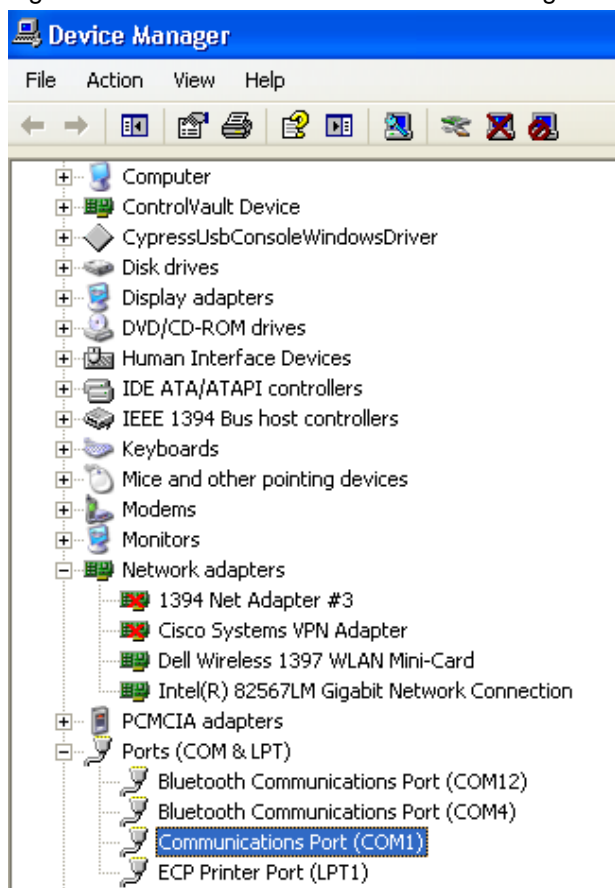 Device Manager
File Action View Help
Computer
ControlVault Device
CypressUsbConsoleWindowsDriver
Disk drives
Display adapters
DVD/CD-ROM drives
Human Interface Devices
IDE ATA/ATAPI controllers
IEEE 1394 Bus host controllers
Keyboards
Mice and other pointing devices
Modems
Monitors
Network adapters
1394 Net Adapter #3
Cisco Systems VPN Adapter
Dell Wireless 1397 WLAN Mini-Card
Intel(R) 82567LM Gigabit Network Connection
PCMCIA adapters
Ports (COM & LPT)
Bluetooth Communications Port (COM12)
Bluetooth Communications Port (COM4)
Communications Port (COM1)
ECP Printer Port (LPT1)